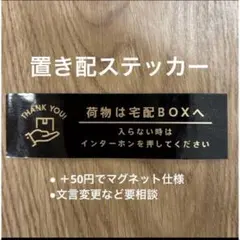 置き配ステッカー
THANK YOU!
荷物は宅配BOXへ
入らない時は
インターホンを押してください
● +50円でマグネット仕様
●文言変更など要相談